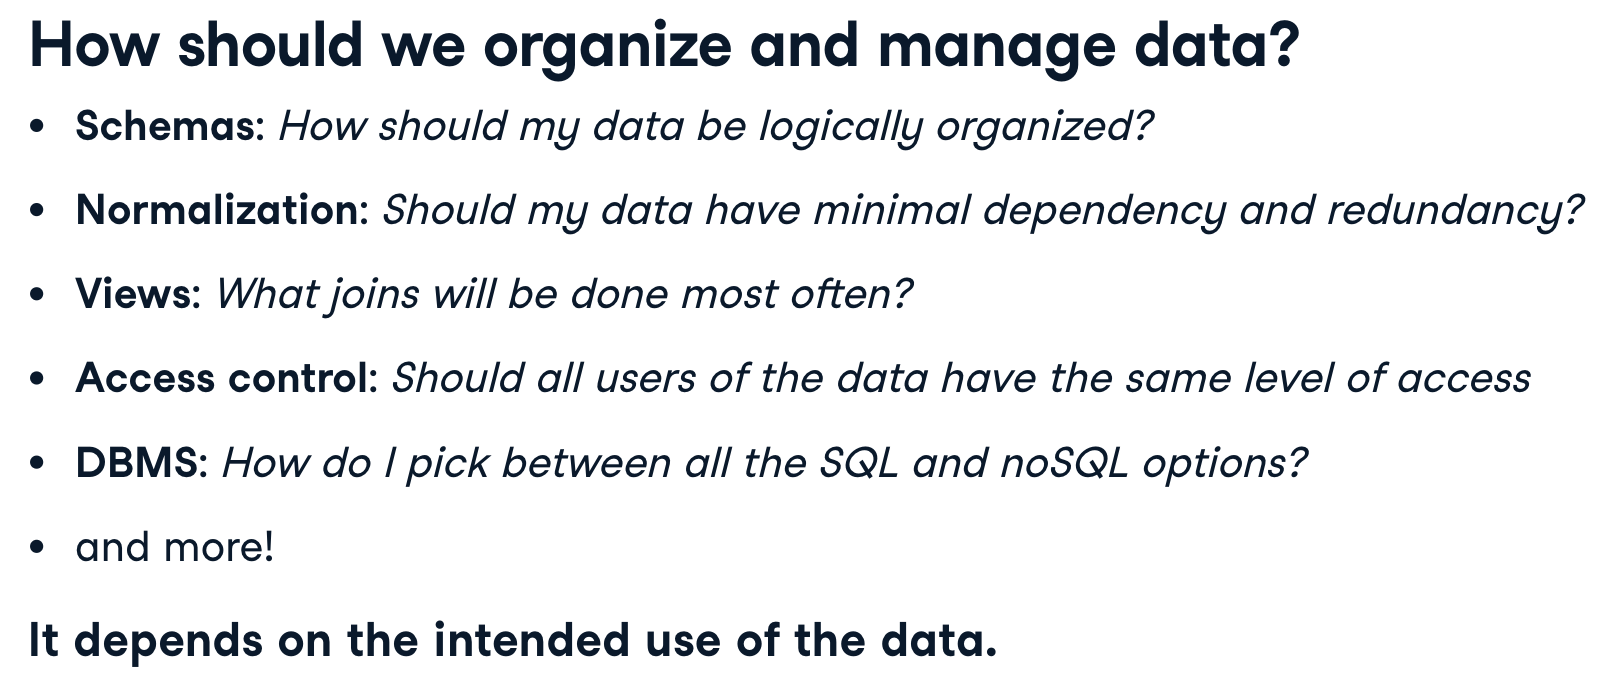 How should we organize and manage data?
• Schemas: How should my data be logically organized?
• Normalization: Should my data have minimal dependency and redundancy?
• Views: What joins will be done most often?
• Access control: Should all users of the data have the same level of access
• DBMS: How do I pick between all the SQL and noSQL options?
• and more!
It depends on the intended use of the data.